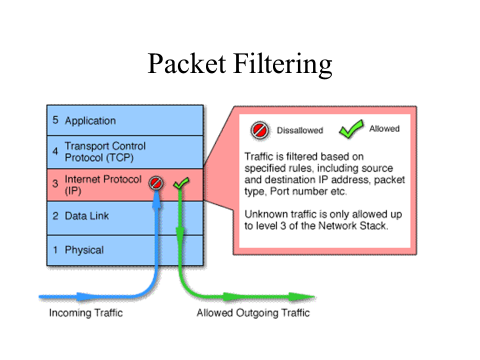 Packet Filtering
5 Application
4 Transport Control
Protocol (TCP)
3 Internet Protocol
(IP)
2 Data Link
1 Physical
Disallowed
Allowed
Traffic is filtered based on
specified rules, including source
and destination IP address, packet
type, Port number etc.
Unknown traffic is only allowed up
to level 3 of the Network Stack.
Incoming Traffic
Allowed Outgoing Traffic